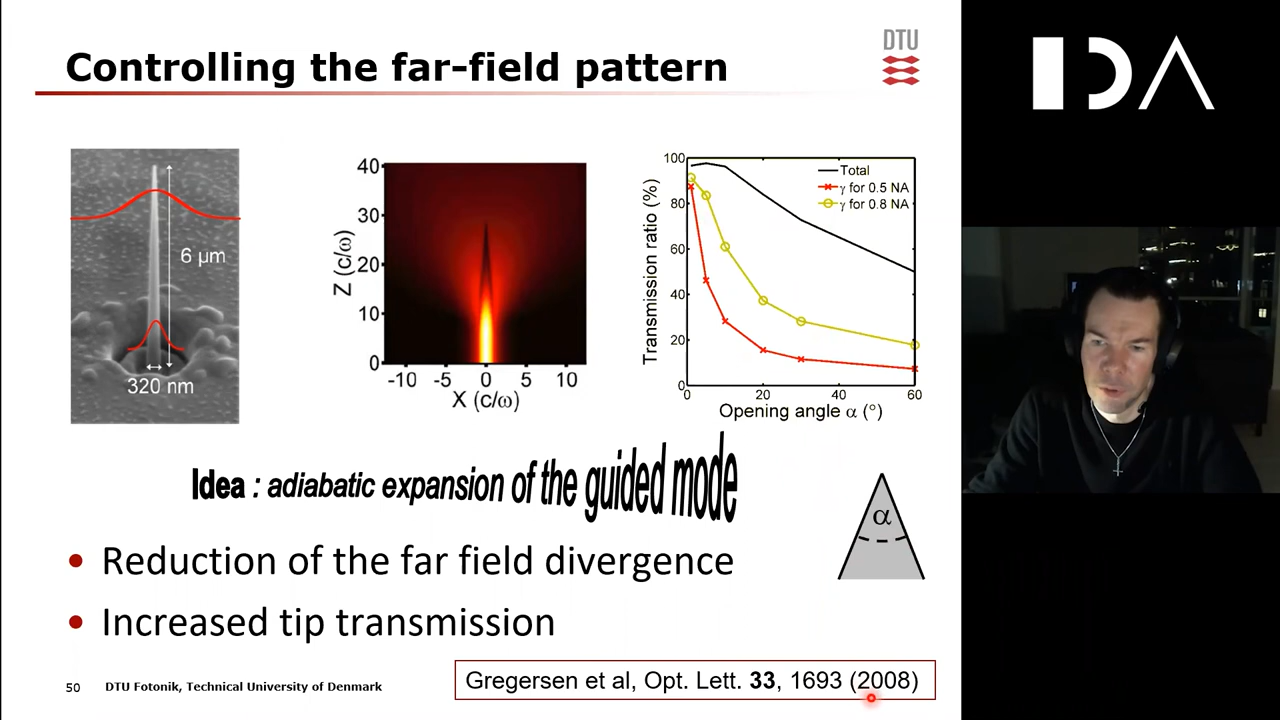 Controlling the far-field pattern
DTU
IDA
6 µm
320 nm
40
30
20
10
0
Z (c/ω)
-10 -5 0 5 10
X (c/ω)
100
80
60
40
20
0
Transmission ratio (%)
Total
γ for 0.5 NA
γ for 0.8 NA
0 20 40 60
Opening angle α (°)
Idea : adiabatic expansion of the guided mode
α
• Reduction of the far field divergence
• Increased tip transmission
50 DTU Fotonik, Technical University of Denmark
Gregersen et al, Opt. Lett. 33, 1693 (2008)